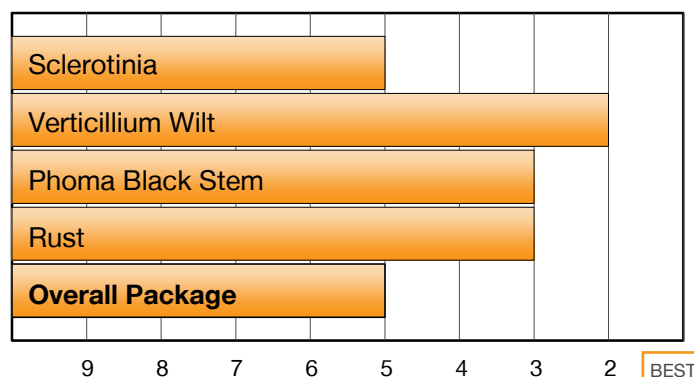 Sclerotinia
Verticillium Wilt
Phoma Black Stem
Rust
Overall Package
9 8 7 6 5 4 3 2 BEST